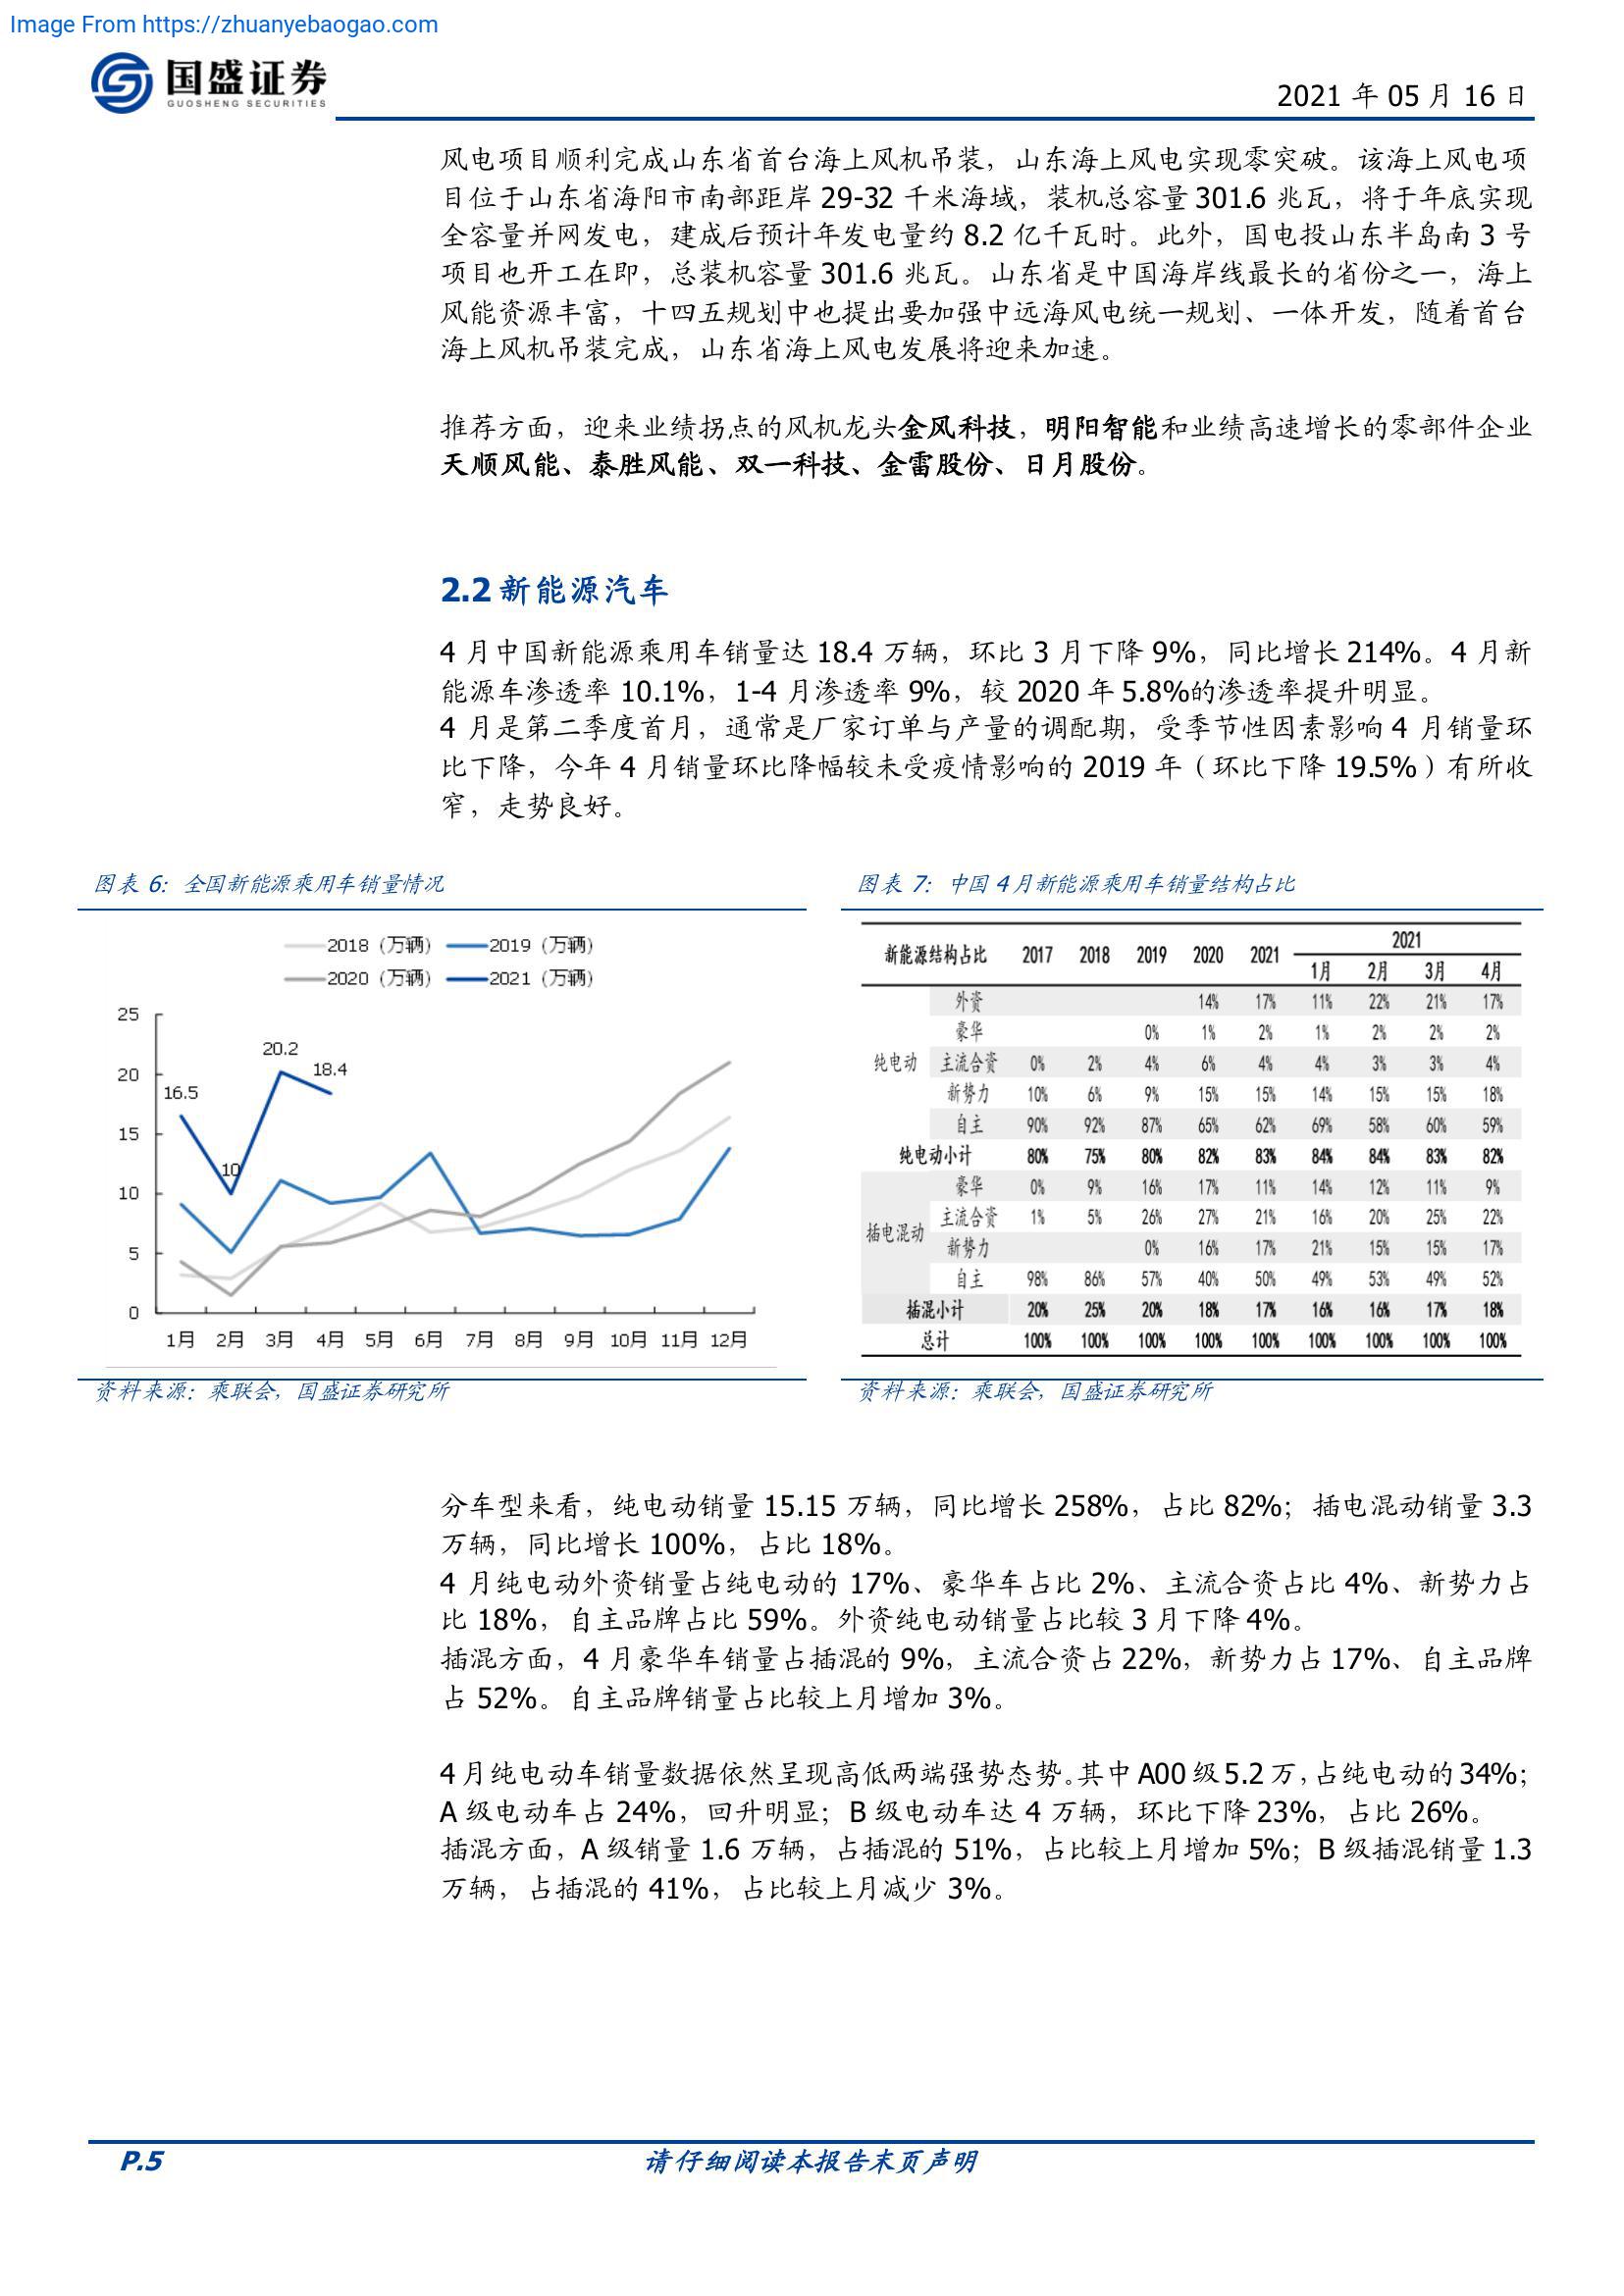 Image From https://zhuanyebaogao.com
国盛证券
GUOSHENG SECURITIES
2021 年 05 月 16 日
风电项目顺利完成山东省首台海上风机吊装，山东海上风电实现零突破。该海上风电项
目位于山东省海阳市南部距岸 29-32 千米海域，装机总容量 301.6 兆瓦，将于年底实现
全容量并网发电，建成后预计年发电量约 8.2 亿千瓦时。此外，国电投山东半岛南 3 号
项目也开工在即，总装机容量 301.6 兆瓦。山东省是中国海岸线最长的省份之一，海上
风能资源丰富，十四五规划中也提出要加强中远海风电统一规划、一体开发，随着首台
海上风机吊装完成，山东省海上风电发展将迎来加速。
推荐方面，迎来业绩拐点的风机龙头金风科技，明阳智能和业绩高速增长的零部件企业
天顺风能、泰胜风能、双一科技、金雷股份、日月股份。
2.2 新能源汽车
4 月中国新能源乘用车销量达 18.4 万辆，环比 3 月下降 9%，同比增长 214%。4 月新
能源车渗透率 10.1%，1-4 月渗透率 9%，较 2020 年 5.8%的渗透率提升明显。
4 月是第二季度首月，通常是厂家订单与产量的调配期，受季节性因素影响 4 月销量环
比下降，今年 4 月销量环比降幅较未受疫情影响的 2019 年（环比下降 19.5%）有所收
窄，走势良好。
图表 6：全国新能源乘用车销量情况
2018（万辆） 2019（万辆）
2020（万辆） 2021（万辆）
25
20
15
10
5
0
16.5
10
20.2
18.4
1月 2月 3月 4月 5月 6月 7月 8月 9月 10月 11月 12月
资料来源：乘联会，国盛证券研究所
图表 7：中国 4 月新能源乘用车销量结构占比
新能源结构占比 2017 2018 2019 2020 2021 2021
1月 2月 3月 4月
外资 14% 17% 11% 22% 21% 17%
豪华 0% 1% 2% 1% 2% 2% 2%
纯电动 主流合资 0% 2% 4% 6% 4% 4% 3% 3% 4%
新势力 10% 6% 9% 15% 15% 14% 15% 15% 18%
自主 90% 92% 87% 65% 62% 69% 58% 60% 59%
纯电动小计 80% 75% 80% 82% 83% 84% 84% 83% 82%
豪华 0% 9% 16% 17% 11% 14% 12% 11% 9%
插电混动 主流合资 1% 5% 26% 27% 21% 16% 20% 25% 22%
新势力 0% 16% 17% 21% 15% 15% 17%
自主 98% 86% 57% 40% 50% 49% 53% 49% 52%
插混小计 20% 25% 20% 18% 17% 16% 16% 17% 18%
总计 100% 100% 100% 100% 100% 100% 100% 100% 100%
资料来源：乘联会，国盛证券研究所
分车型来看，纯电动销量 15.15 万辆，同比增长 258%，占比 82%；插电混动销量 3.3
万辆，同比增长 100%，占比 18%。
4 月纯电动外资销量占纯电动的 17%、豪华车占比 2%、主流合资占比 4%、新势力占
比 18%，自主品牌占比 59%。外资纯电动销量占比较 3 月下降 4%。
插混方面，4 月豪华车销量占插混的 9%，主流合资占 22%，新势力占 17%、自主品牌
占 52%。自主品牌销量占比较上月增加 3%。
4 月纯电动车销量数据依然呈现高低两端强势态势。其中 A00 级 5.2 万，占纯电动的 34%；
A 级电动车占 24%，回升明显；B 级电动车达 4 万辆，环比下降 23%，占比 26%。
插混方面，A 级销量 1.6 万辆，占插混的 51%，占比较上月增加 5%；B 级插混销量 1.3
万辆，占插混的 41%，占比较上月减少 3%。
P.5
请仔细阅读本报告末页声明